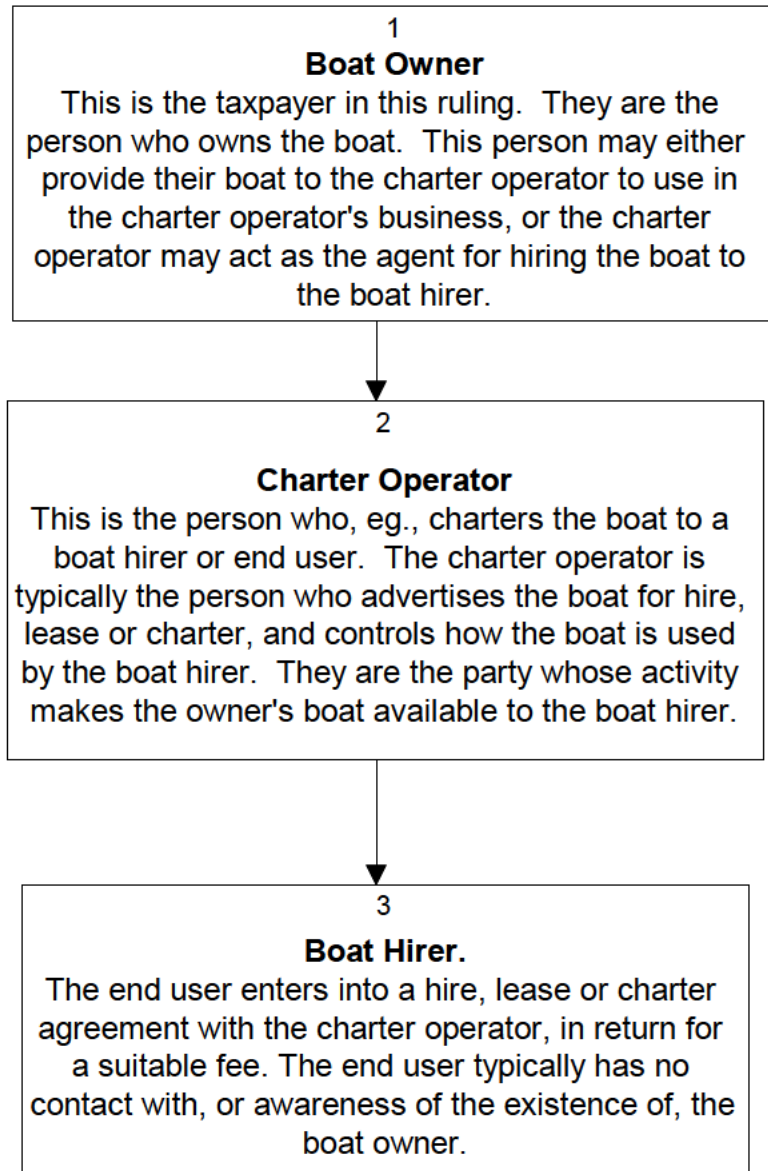 1
Boat Owner
This is the taxpayer in this ruling.  They are the
person who owns the boat.  This person may either
provide their boat to the charter operator to use in
the charter operator's business, or the charter
operator may act as the agent for hiring the boat to
the boat hirer.
2
Charter Operator
This is the person who, eg., charters the boat to a
boat hirer or end user.  The charter operator is
typically the person who advertises the boat for hire,
lease or charter, and controls how the boat is used
by the boat hirer.  They are the party whose activity
makes the owner's boat available to the boat hirer.
3
Boat Hirer.
The end user enters into a hire, lease or charter
agreement with the charter operator, in return for
a suitable fee. The end user typically has no
contact with, or awareness of the existence of, the
boat owner.